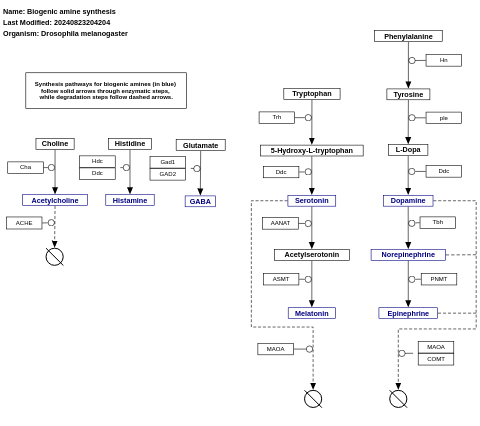 Name: Biogenic amine synthesis
Last Modified: 20240823204204
Organism: Drosophila melanogaster
Synthesis pathways for biogenic amines (in blue)
follow solid arrows through enzymatic steps,
while degradation steps follow dashed arrows.
Choline
Cha
Acetylcholine
ACHE
Histidine
Hdc
Odc
Histamine
Glutamate
Gad1
GAD2
GABA
Tryptophan
Trh
5-Hydroxy-L-tryptophan
Ddc
Serotonin
AANAT
Acetylserotonin
ASMT
Melatonin
MAOA
Phenylalanine
Hn
Tyrosine
ple
L-Dopa
Ddc
Dopamine
Tbh
Norepinephrine
PNMT
Epinephrine
MAOA
COMT